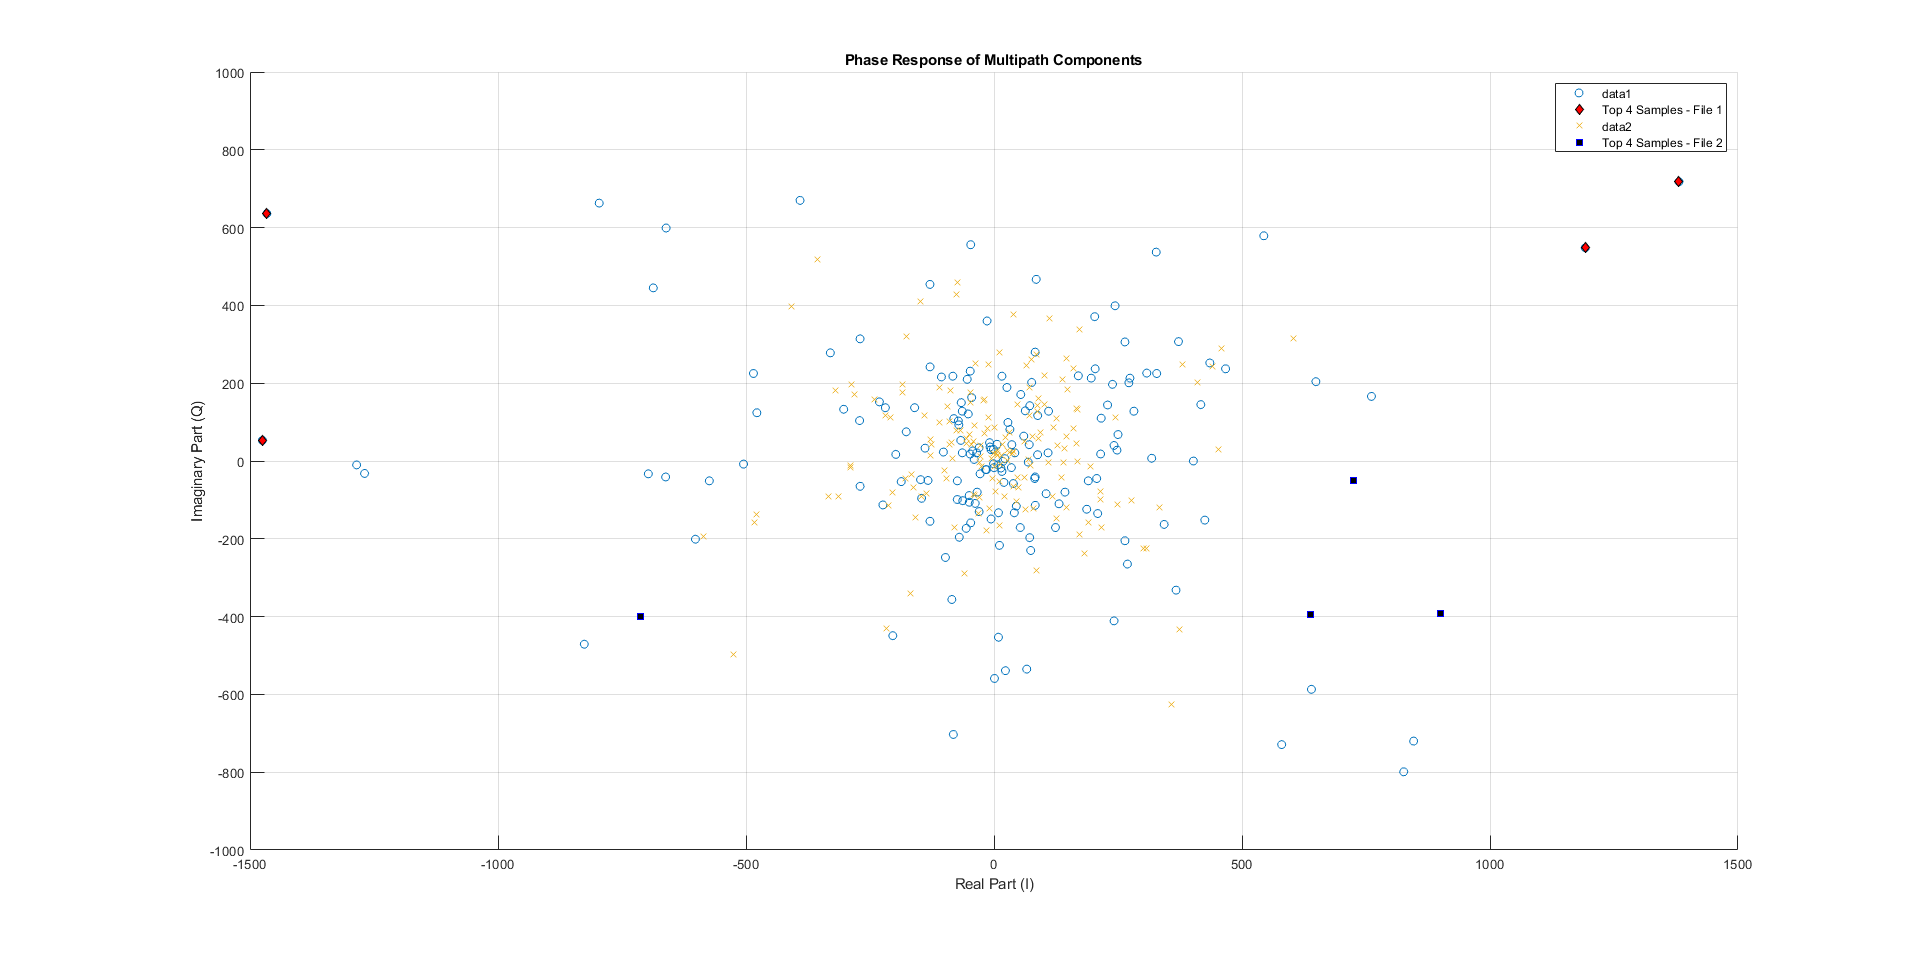 Phase Response of Multipath Components
data1
Top 4 Samples - File 1
data2
Top 4 Samples - File 2
Imaginary Part (Q)
1000
800
600
400
200
0
-200
-400
-600
-800
-1000
-1500
-1000
-500
0
500
1000
1500
Real Part (I)